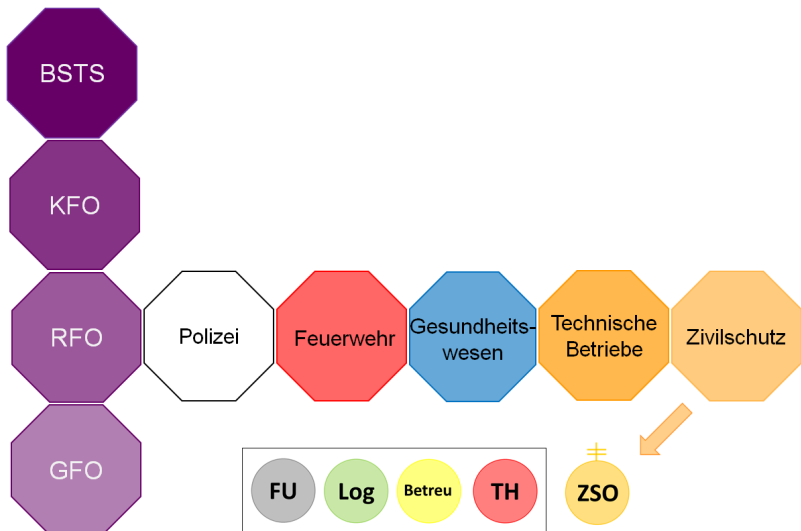 BSTS
KFO
RFO
Polizei
Feuerwehr
Gesundheits-
wesen
Technische
Betriebe
Zivilschutz
GFO
FU
Log
Betreu
TH
ZSO